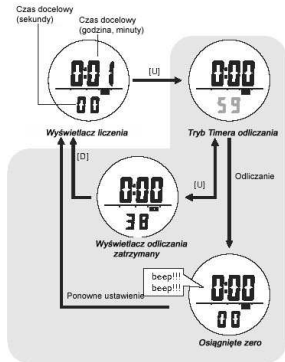 Czas docelowy
(sekundy)
Czas docelowy
(godzina, minuty)
0:01
00
[U]
0:00
59
Wyświetlacz liczenia
Tryb Timera odliczania
[D]
[U]
0:00
38
Odliczanie
Wyświetlacz odliczania
zatrzymany
beep!!!
beep!!!
0:00
00
Ponowne ustawienie
Osiągnięte zero